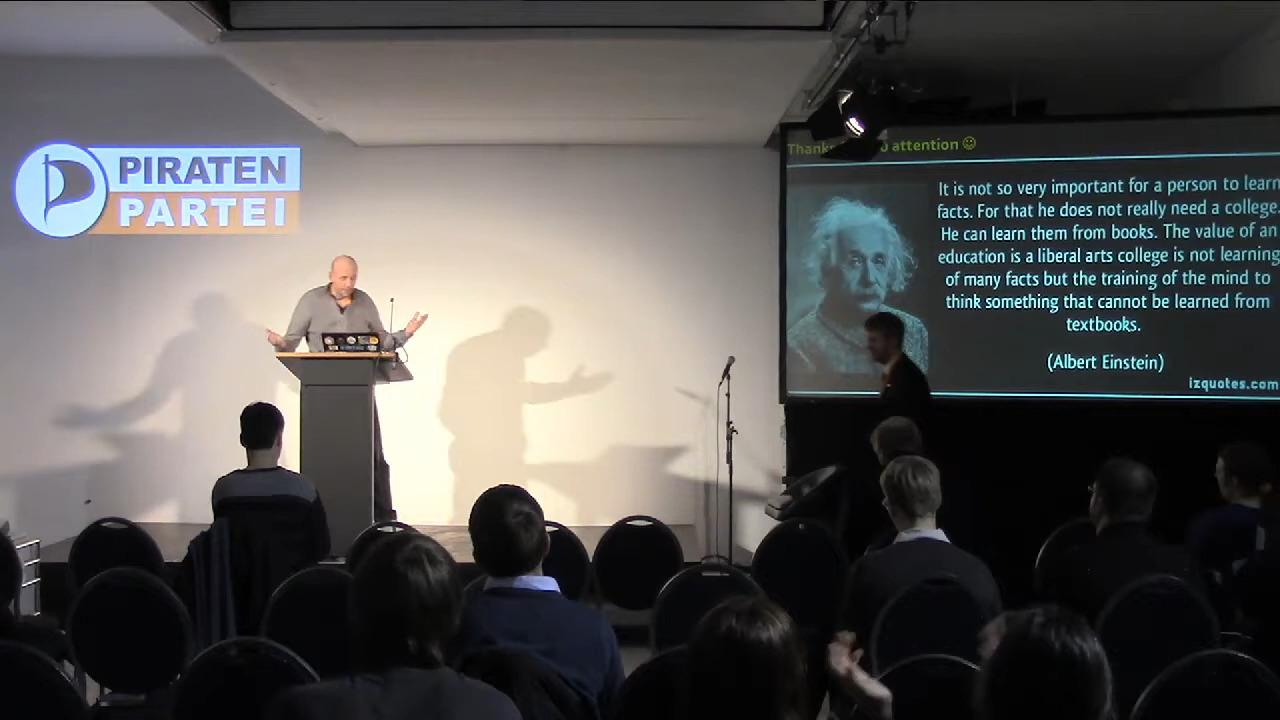 PIRATEN
PARTEI
Thank attention ☺
It is not so very important for a person to learn
facts. For that he does not really need a college.
He can learn them from books. The value of an
education is a liberal arts college is not learning
of many facts but the training of the mind to
think something that cannot be learned from
textbooks.
(Albert Einstein)
izquotes.com